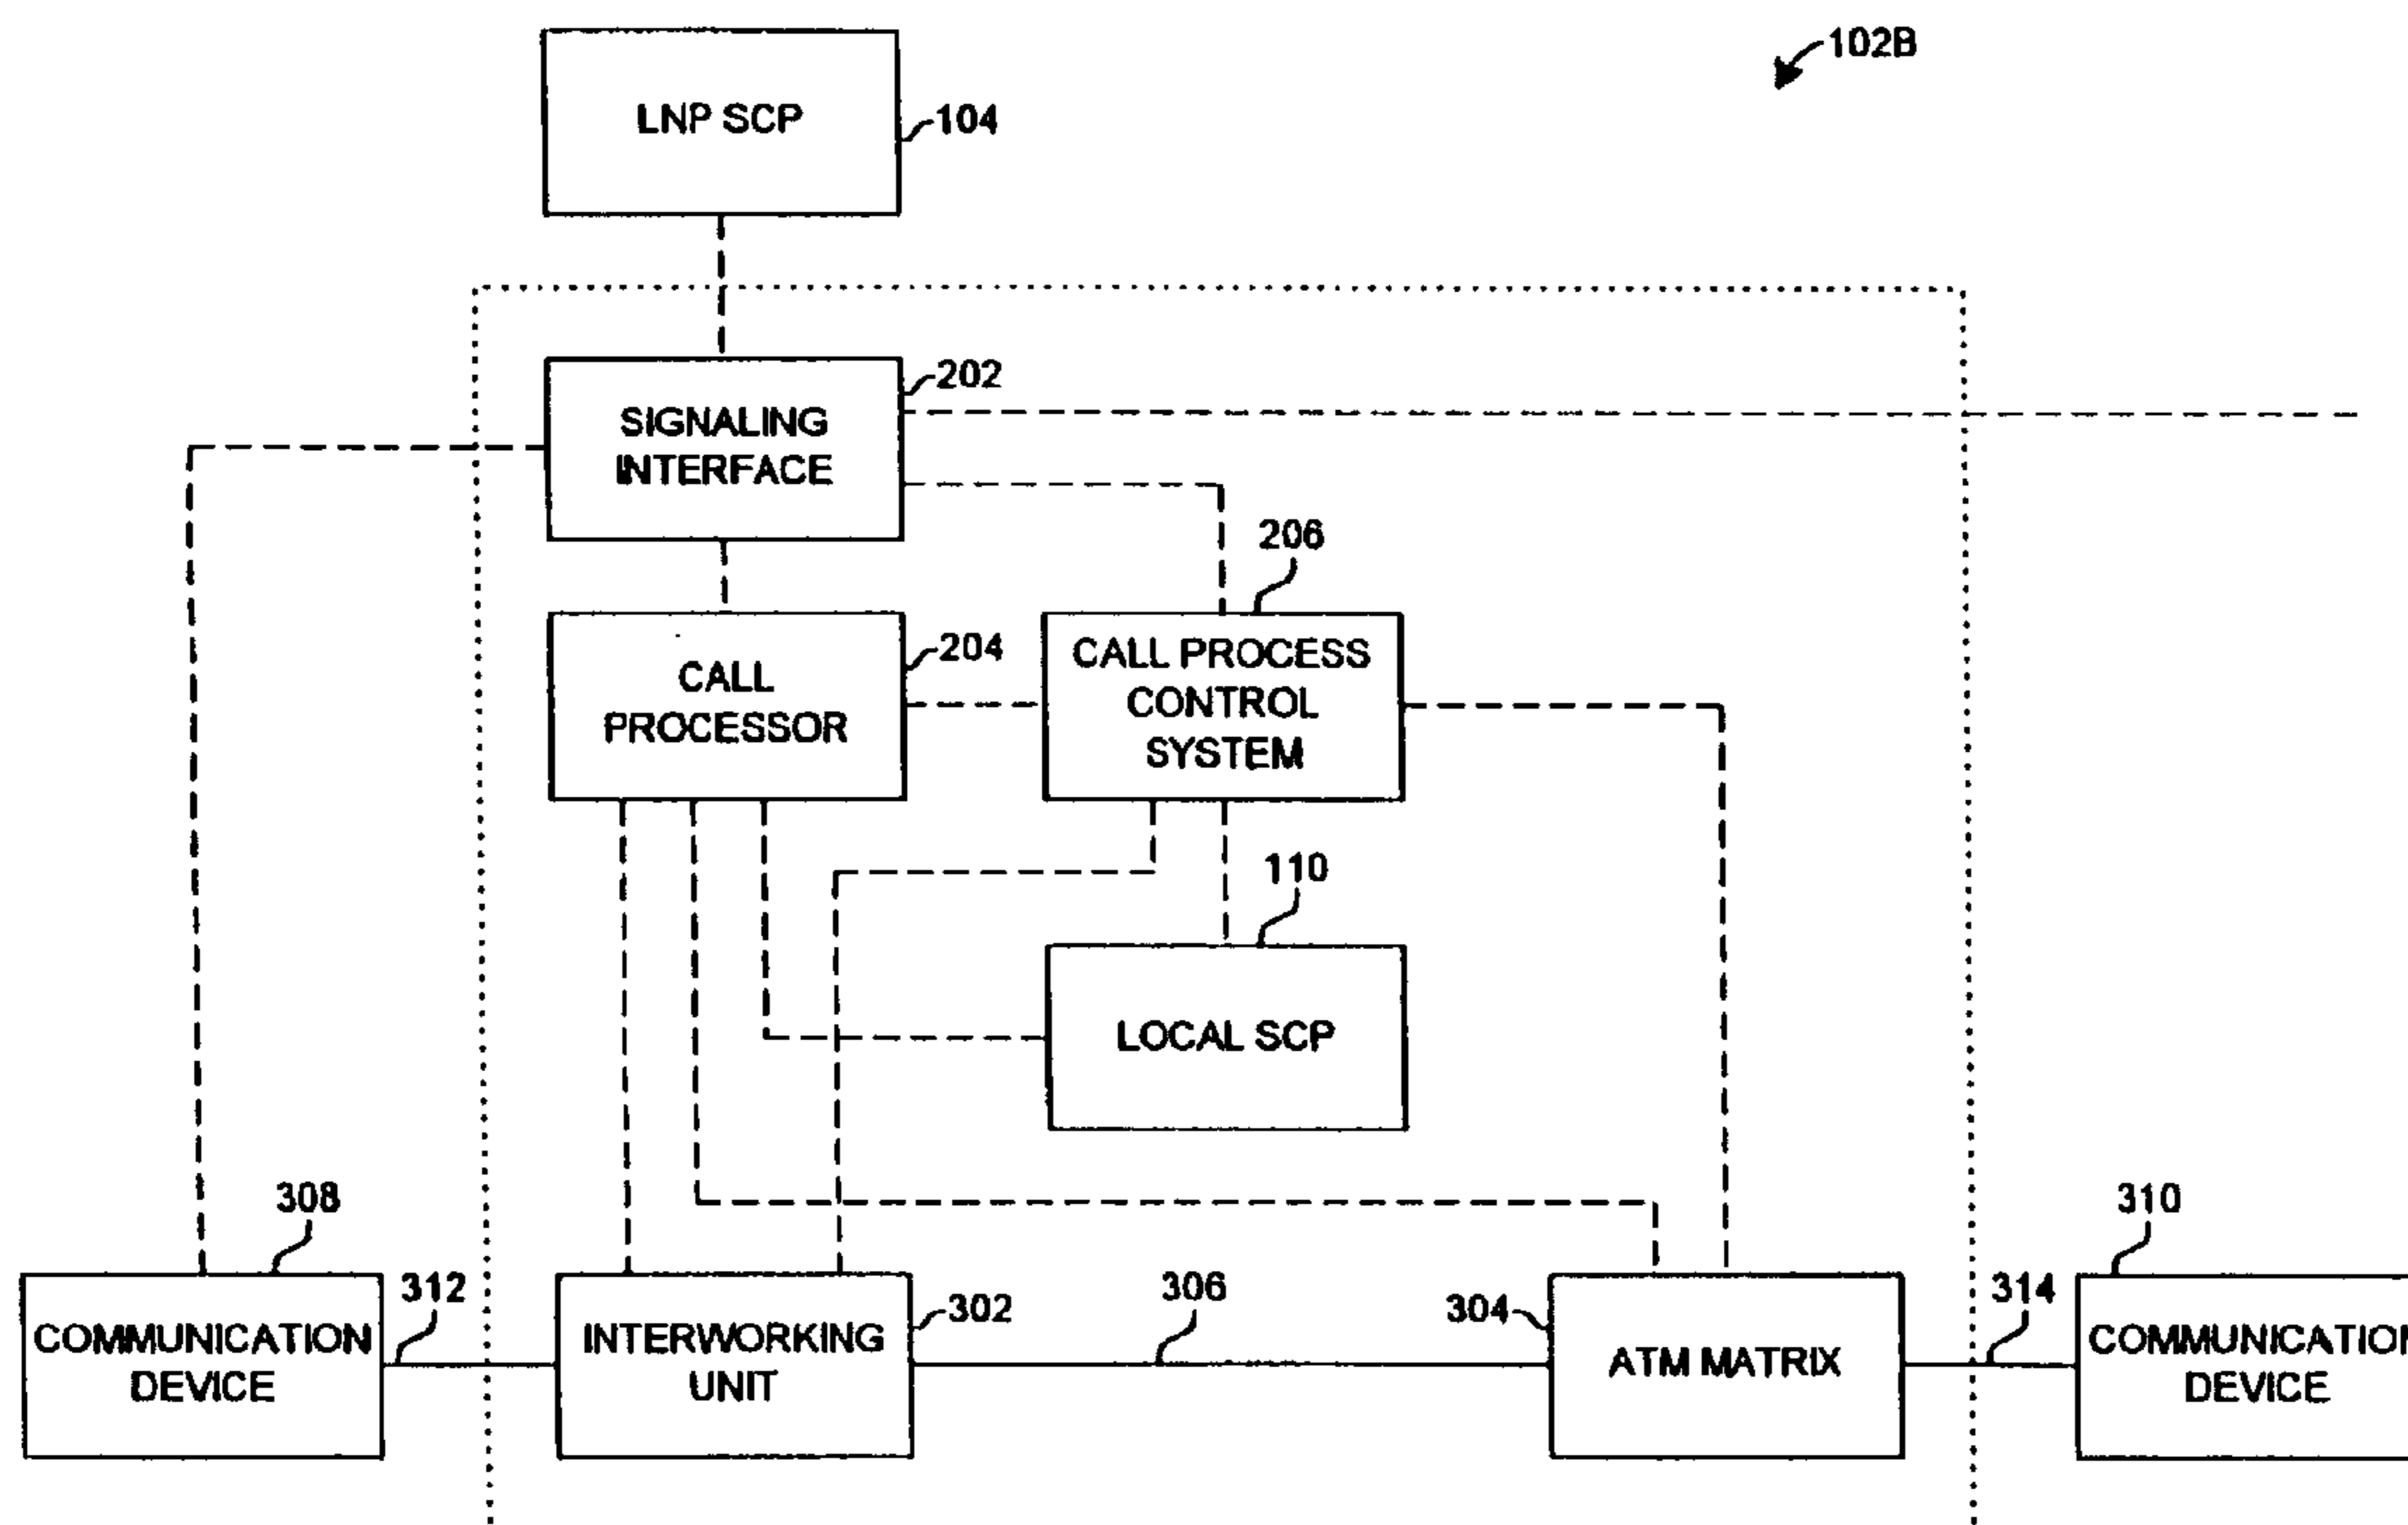 102B
LNP SCP
104
202
SIGNALING
INTERFACE
206
204
CALL
PROCESSOR
CALL PROCESS
CONTROL
SYSTEM
110
LOCAL SCP
308
310
312
302
306
304
314
COMMUNICATION
DEVICE
INTERWORKING
UNIT
ATM MATRIX
COMMUNICATION
DEVICE